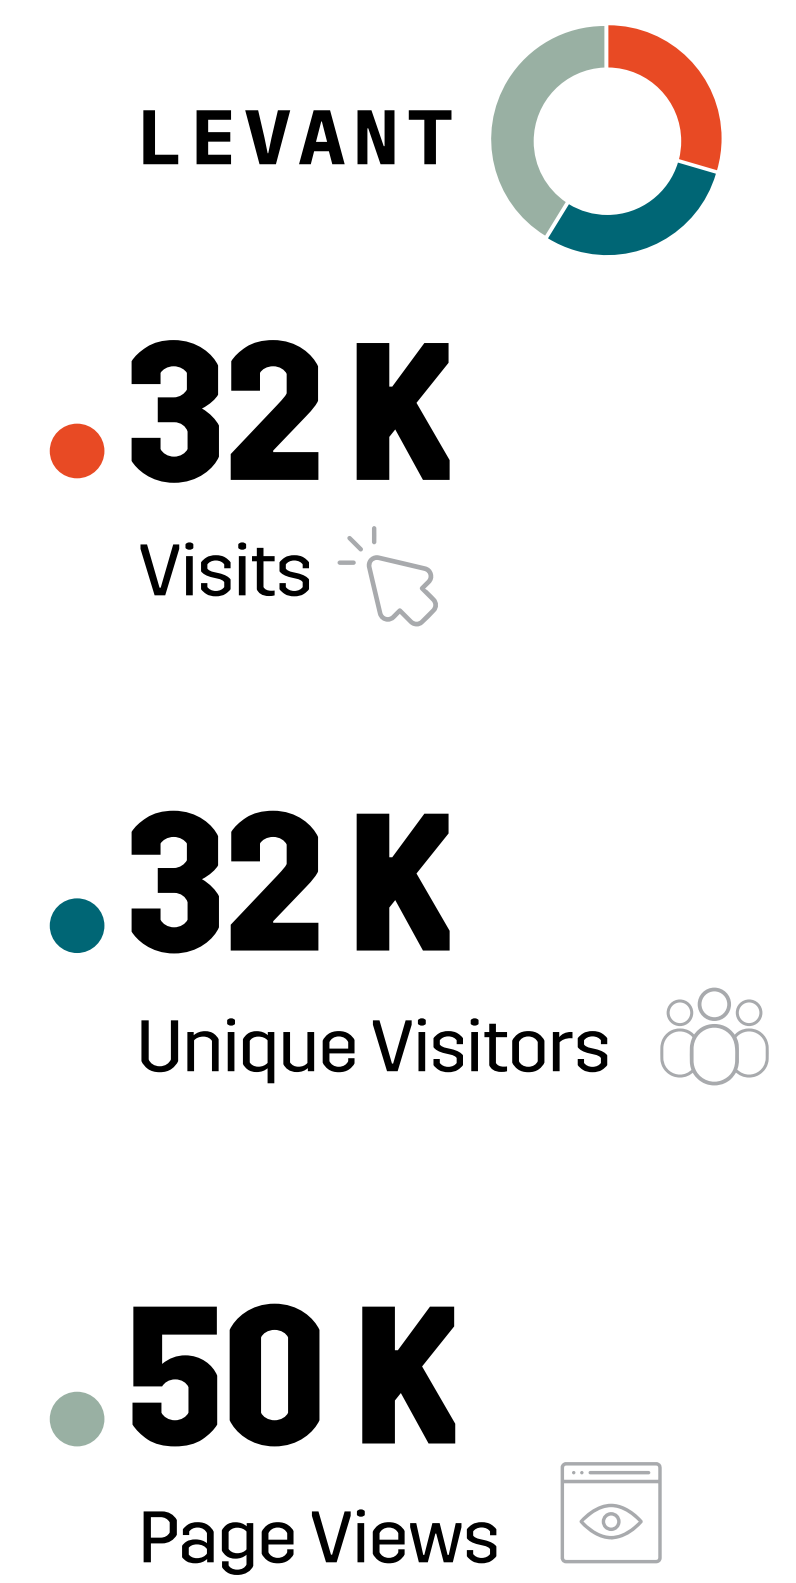 LEVANT
32 K
Visits
32 K
Unique Visitors
50 K
Page Views